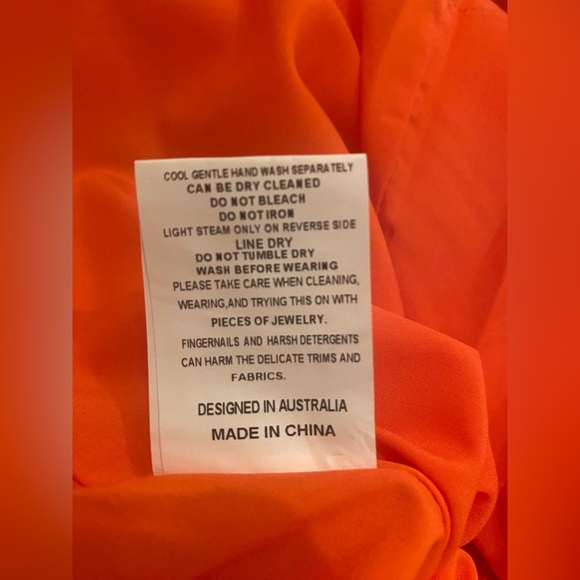 COOL GENTLE HAND WASH SEPARATELY
CAN BE DRY CLEANED
DO NOT BLEACH
DO NOT IRON
LIGHT STEAM ONLY ON REVERSE SIDE
LINE DRY
DO NOT TUMBLE DRY
WASH BEFORE WEARING
PLEASE TAKE CARE WHEN CLEANING,
WEARING,AND TRYING THIS ON WITH
PIECES OF JEWELRY.
FINGERNAILS AND HARSH DETERGENTS
CAN HARM THE DELICATE TRIMS AND
FABRICS.
DESIGNED IN AUSTRALIA
MADE IN CHINA